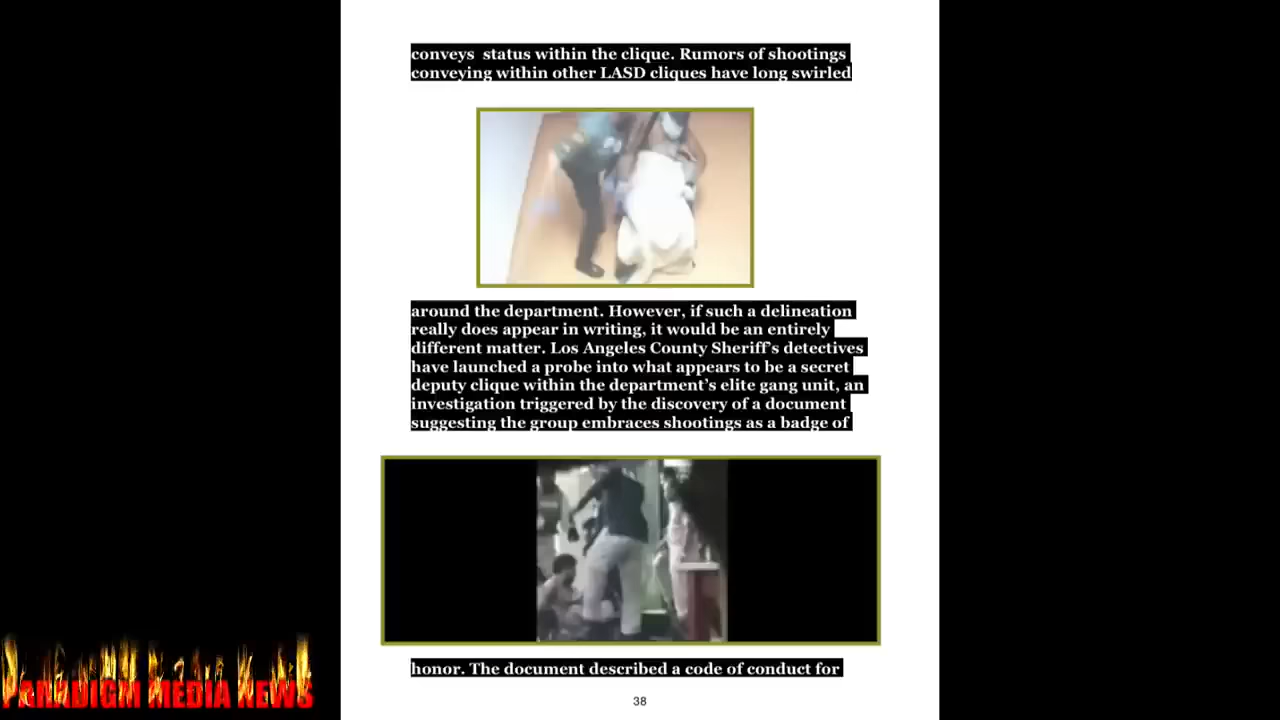 conveys  status within the clique. Rumors of shootings
conveying within other LASD cliques have long swirled
around the department. However, if such a delineation
really does appear in writing, it would be an entirely
different matter. Los Angeles County Sheriff’s detectives
have launched a probe into what appears to be a secret
deputy clique within the department’s elite gang unit, an
investigation triggered by the discovery of a document
suggesting the group embraces shootings as a badge of
honor. The document described a code of conduct for
38
PARADIGM MEDIA NEWS